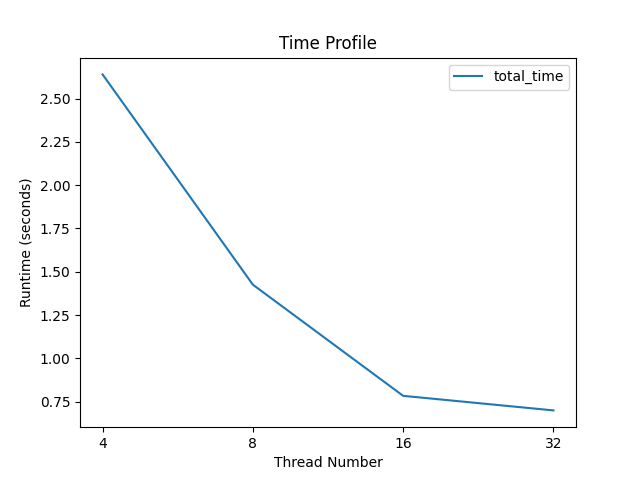 Time Profile
total_time
Runtime (seconds)
2.50
2.25
2.00
1.75
1.50
1.25
1.00
0.75
4 8 16 32
Thread Number